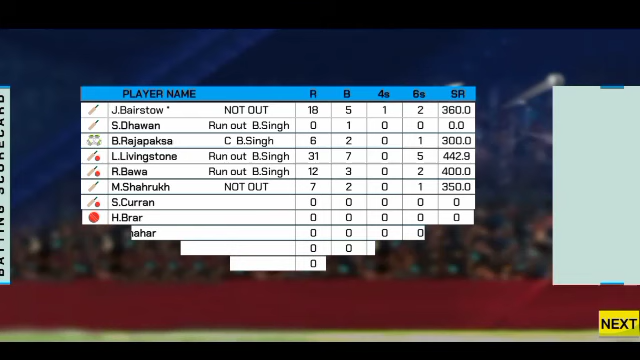 BATTING SCORECARD
PLAYER NAME R B 4s 6s SR
J.Bairstow * NOT OUT 18 5 1 2 360.0
S.Dhawan Run out B.Singh 0 1 0 0 0.0
B.Rajapaksa C B.Singh 6 2 0 1 300.0
L.Livingstone Run out B.Singh 31 7 0 5 442.9
R.Bawa Run out B.Singh 12 3 0 2 400.0
M.Shahrukh NOT OUT 7 2 0 1 350.0
S.Curran 0 0 0 0 0
H.Brar 0 0 0 0 0
hahar 0 0 0 0
0 0
0
NEXT